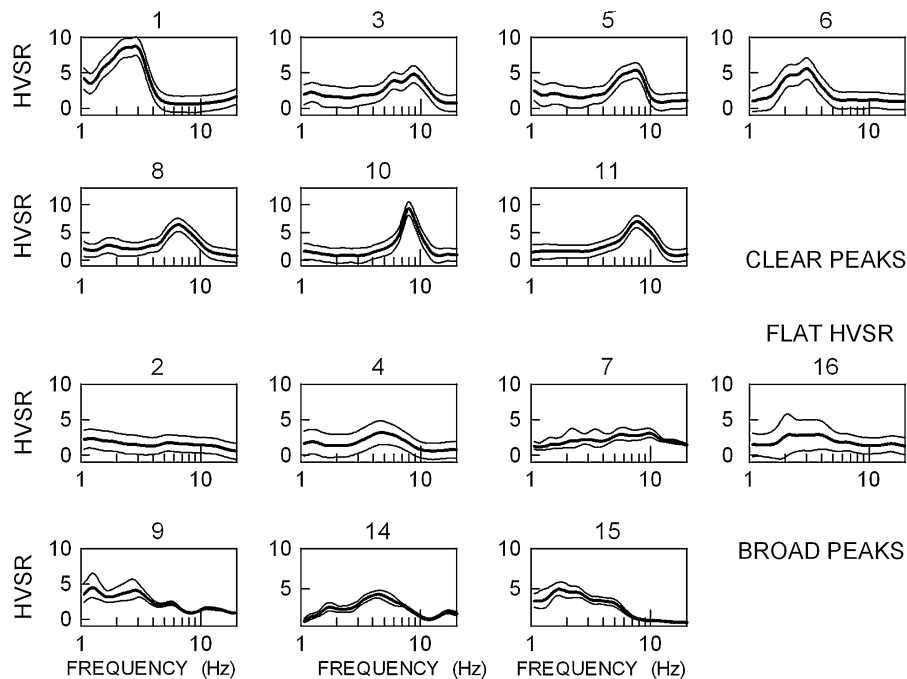 1 3 5 6
HVSR 10 5 0 10 5 0 10 5 0 10 5 0
1 10 1 10 1 10 1 10
8 10 11
HVSR 10 5 0 10 5 0 10 5 0
1 10 1 10 1 10
CLEAR PEAKS
FLAT HVSR
2 4 7 16
HVSR 10 5 0 10 5 0 10 5 0 10 5 0
1 10 1 10 1 10 1 10
9 14 15
HVSR 10 5 0 10 5 10 5
BROAD PEAKS
1 10 1 10 1 10
FREQUENCY (Hz) FREQUENCY (Hz) FREQUENCY (Hz)